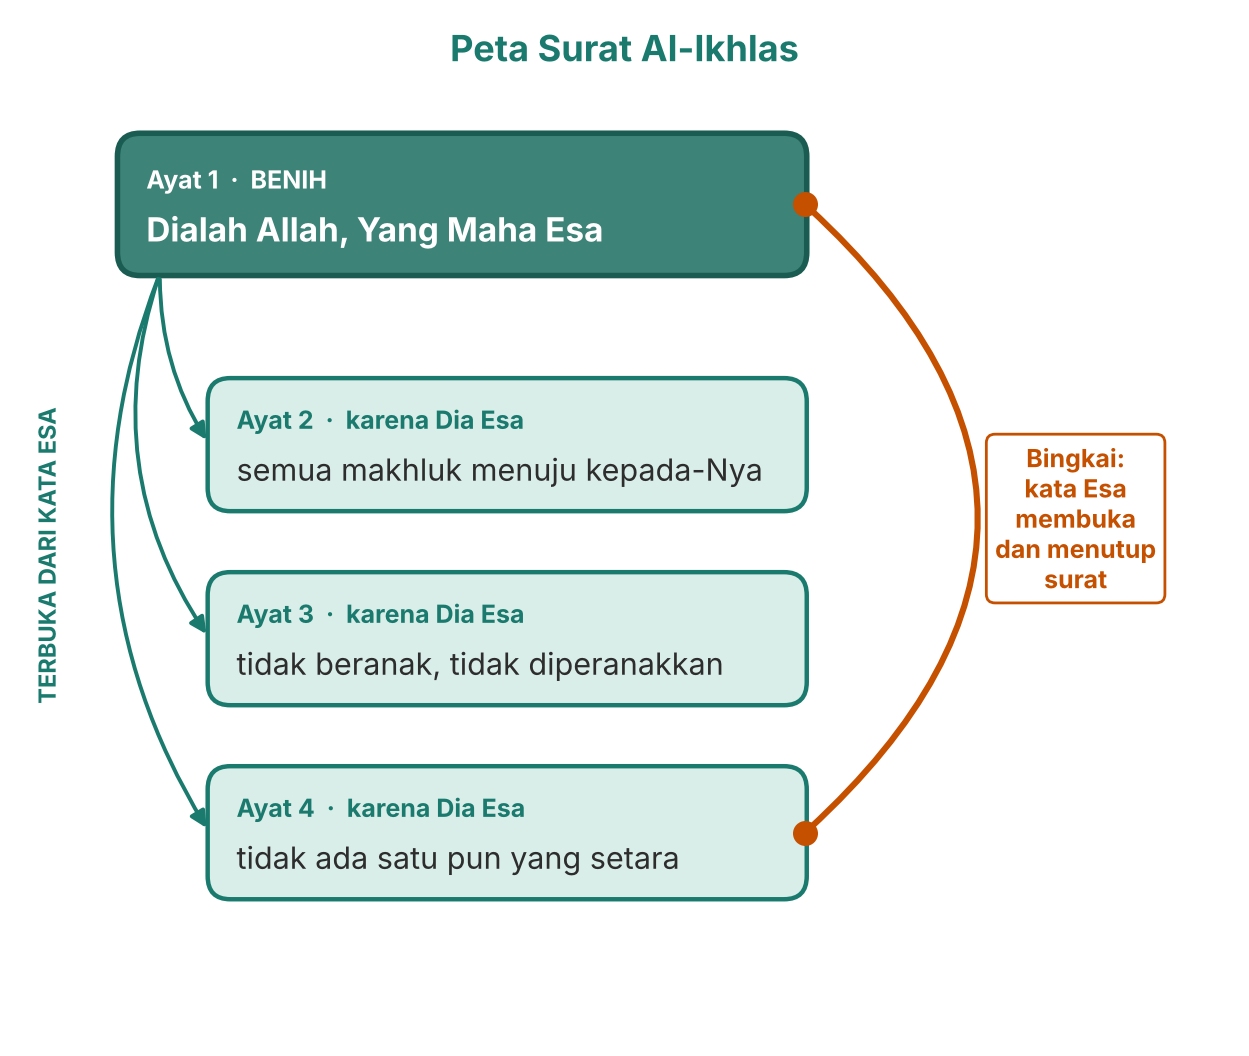 Peta Surat Al-Ikhlas
Ayat 1 · BENIH
Dialah Allah, Yang Maha Esa
TERBUKA DARI KATA ESA
Ayat 2 · karena Dia Esa
semua makhluk menuju kepada-Nya
Ayat 3 · karena Dia Esa
tidak beranak, tidak diperanakkan
Ayat 4 · karena Dia Esa
tidak ada satu pun yang setara
Bingkai:
kata Esa
membuka
dan menutup
surat